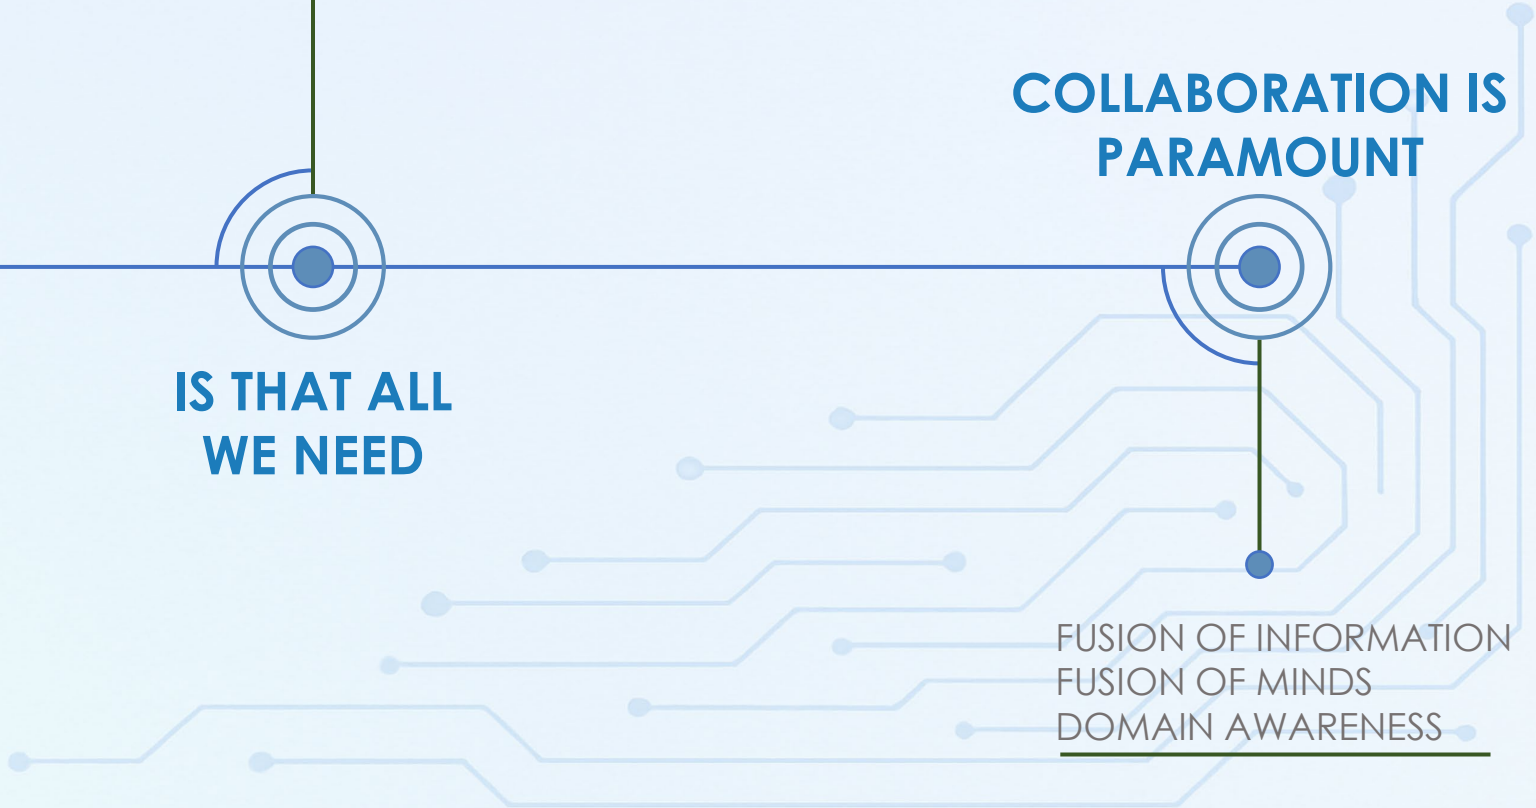 IS THAT ALL
WE NEED
COLLABORATION IS
PARAMOUNT
FUSION OF INFORMATION
FUSION OF MINDS
DOMAIN AWARENESS